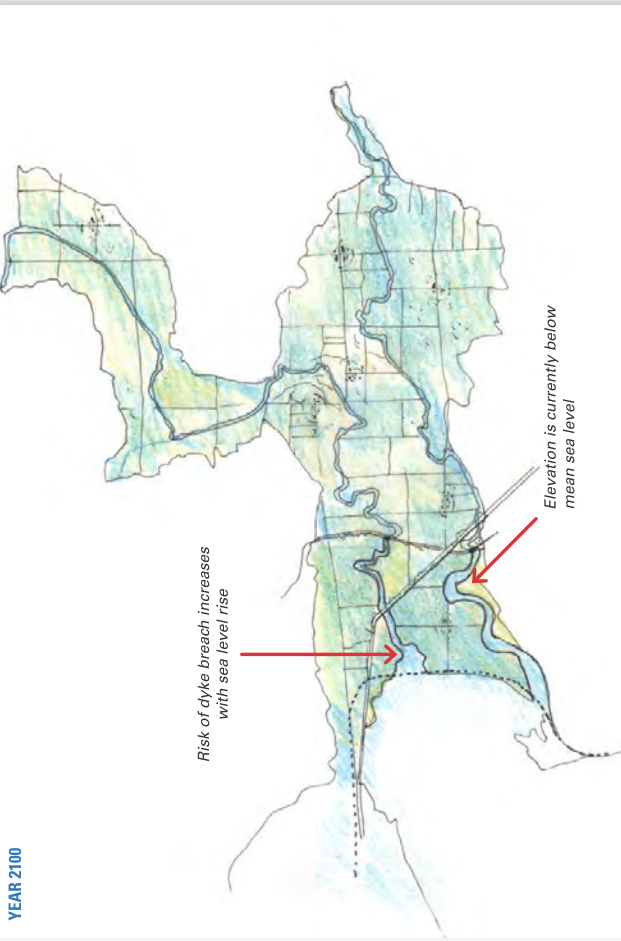 YEAR 2100
Risk of dyke breach increases
with sea level rise
Elevation is currently below
mean sea level